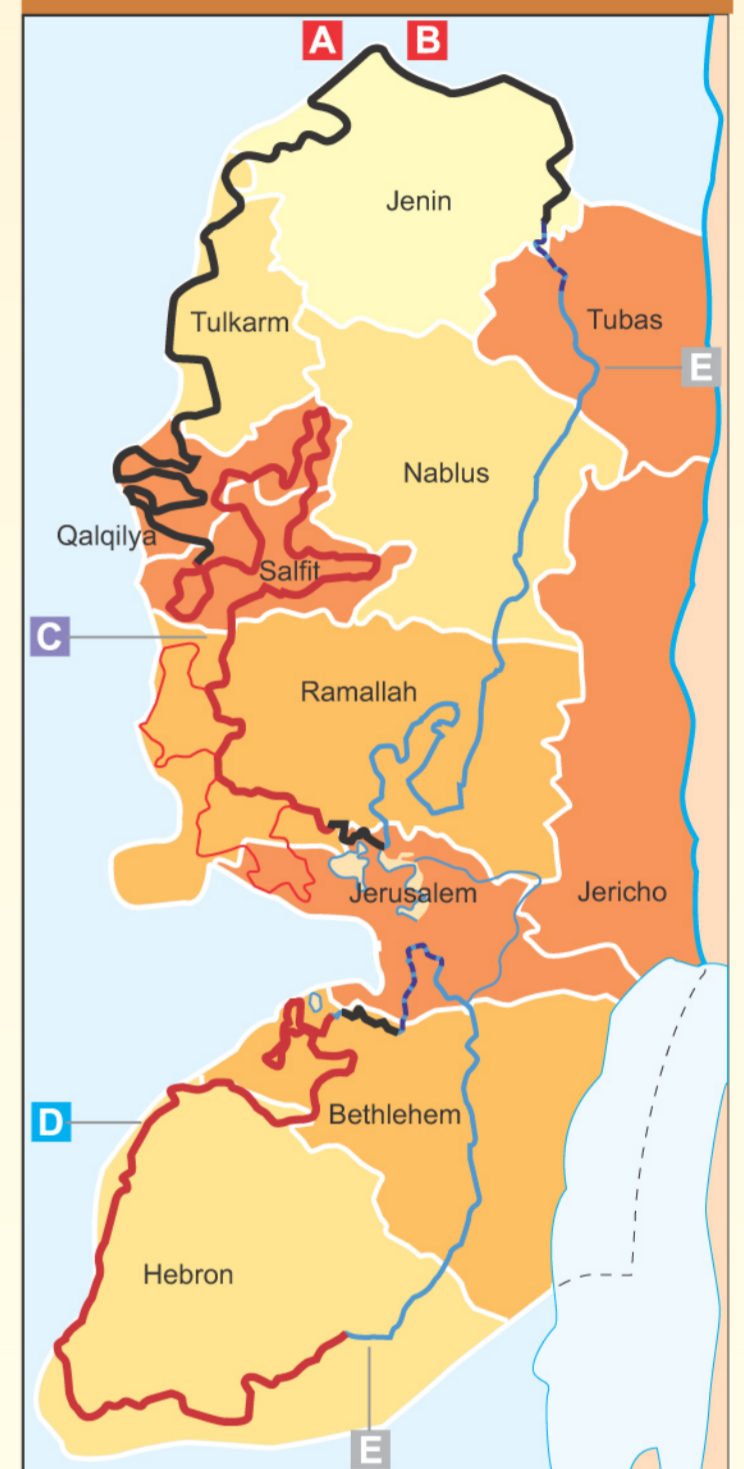 A
B
Jenin
Tulkarm
Tubas
E
Nablus
Qalqilya
Salfit
C
Ramallah
Jerusalem
Jericho
D
Bethlehem
Hebron
E